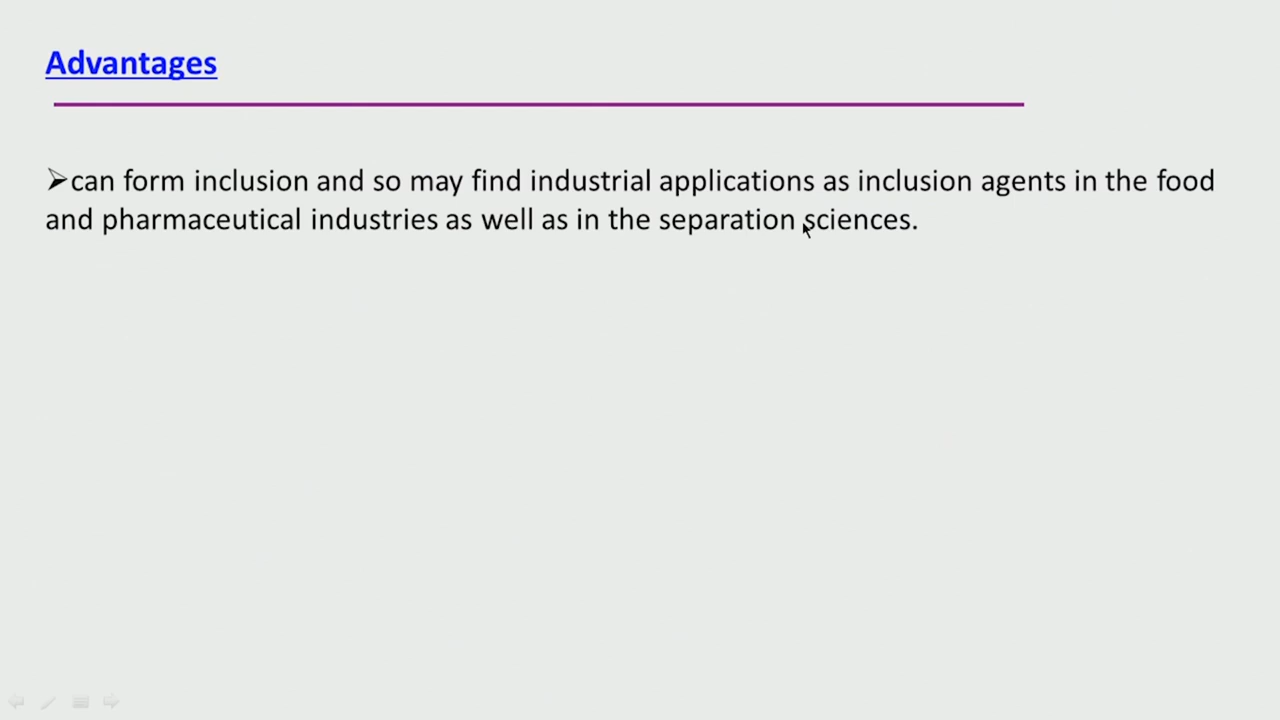 Advantages
➢can form inclusion and so may find industrial applications as inclusion agents in the food
and pharmaceutical industries as well as in the separation sciences.